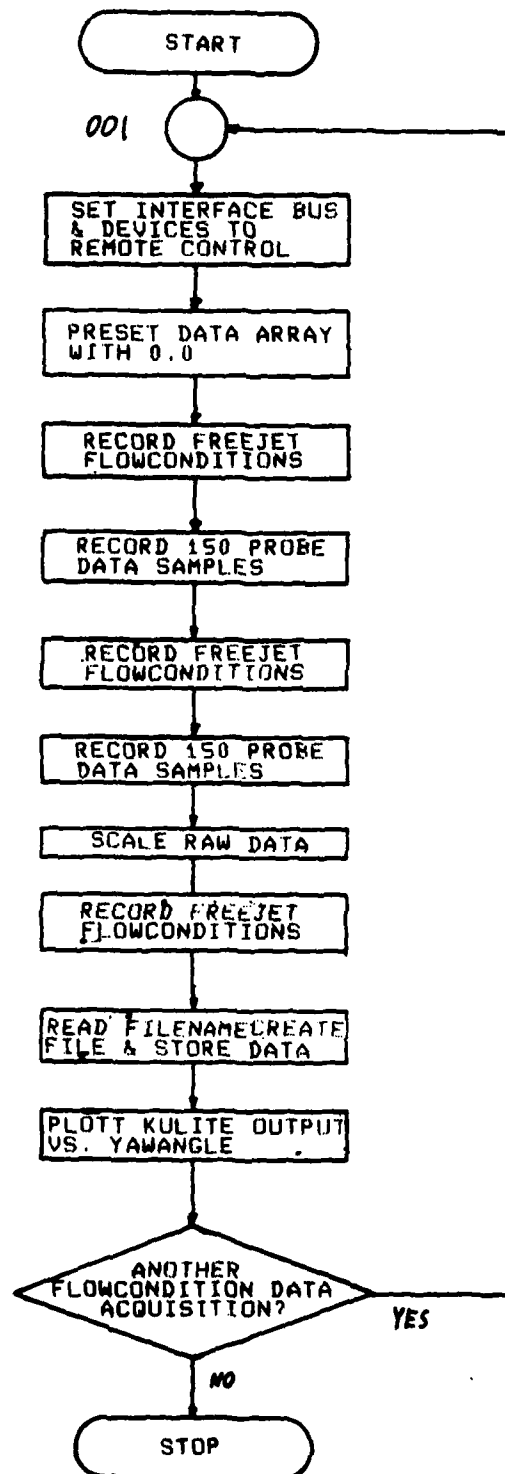 START
001
SET INTERFACE BUS
& DEVICES TO
REMOTE CONTROL
PRESET DATA ARRAY
WITH 0.0
RECORD FREEJET
FLOWCONDITIONS
RECORD 150 PROBE
DATA SAMPLES
RECORD FREEJET
FLOWCONDITIONS
RECORD 150 PROBE
DATA SAMPLES
SCALE RAW DATA
RECORD FREEJET
FLOWCONDITIONS
READ FILENAMECREATE
FILE & STORE DATA
PLOTT KULITE OUTPUT
VS. YAWANGLE
ANOTHER
FLOWCONDITION DATA
ACQUISITION?
YES
NO
STOP